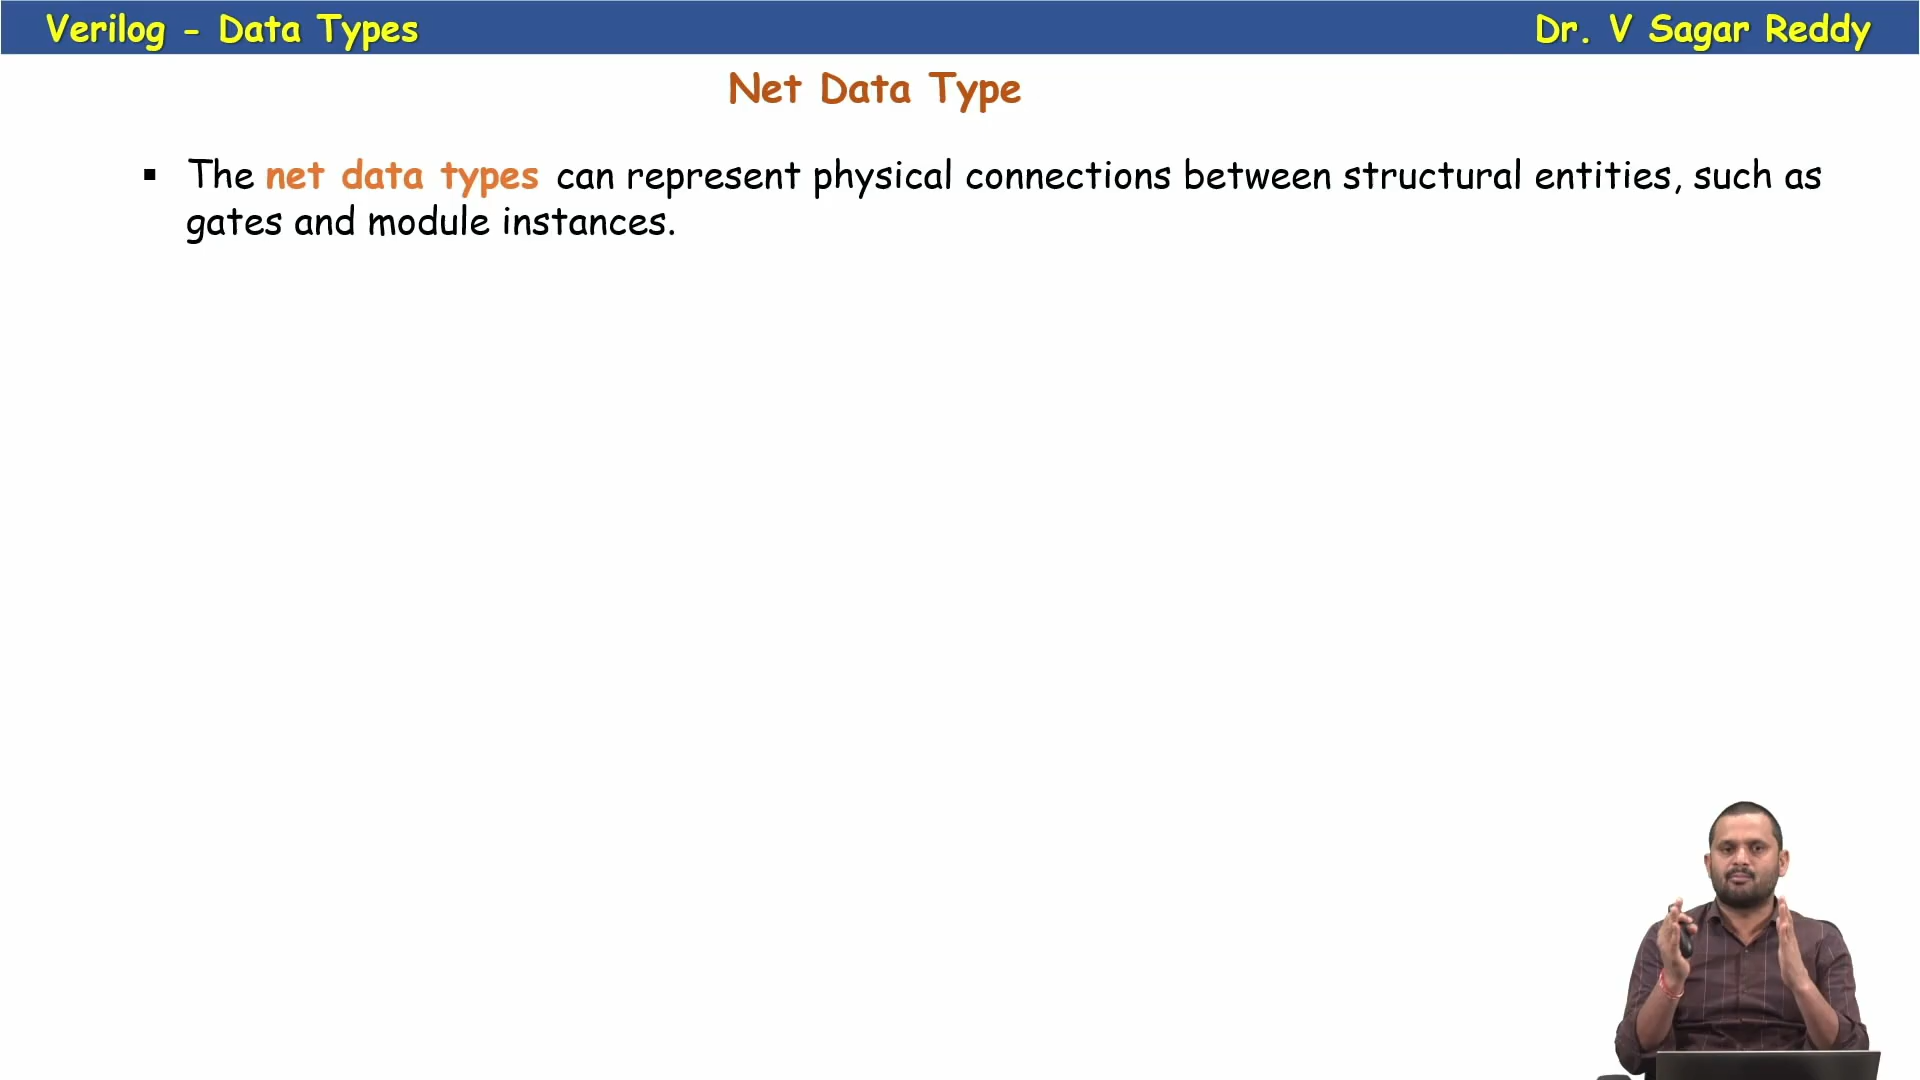 Verilog - Data Types
Dr. V Sagar Reddy
Net Data Type
▪ The net data types can represent physical connections between structural entities, such as
gates and module instances.